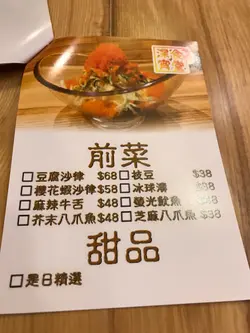 前菜
□豆腐沙律 $68 □枝豆 $38
□櫻花蝦沙律$58 □冰球濤 $38
□麻辣牛舌 $48 □螢光魷魚 $48
□芥末八爪魚$48 □芝麻八爪魚$38
甜品
□是日精選